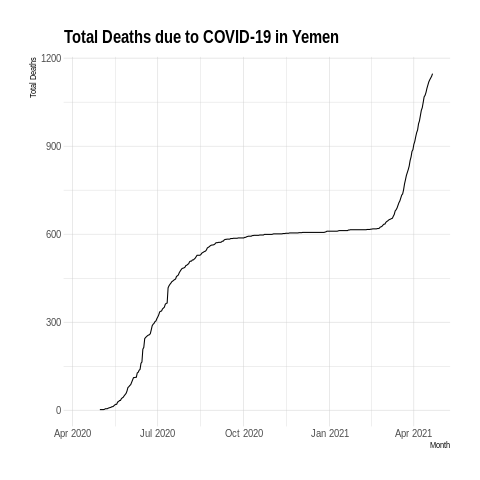 Total Deaths due to COVID-19 in Yemen
Total Deaths
1200
900
600
300
0
Apr 2020 Jul 2020 Oct 2020 Jan 2021 Apr 2021
Month